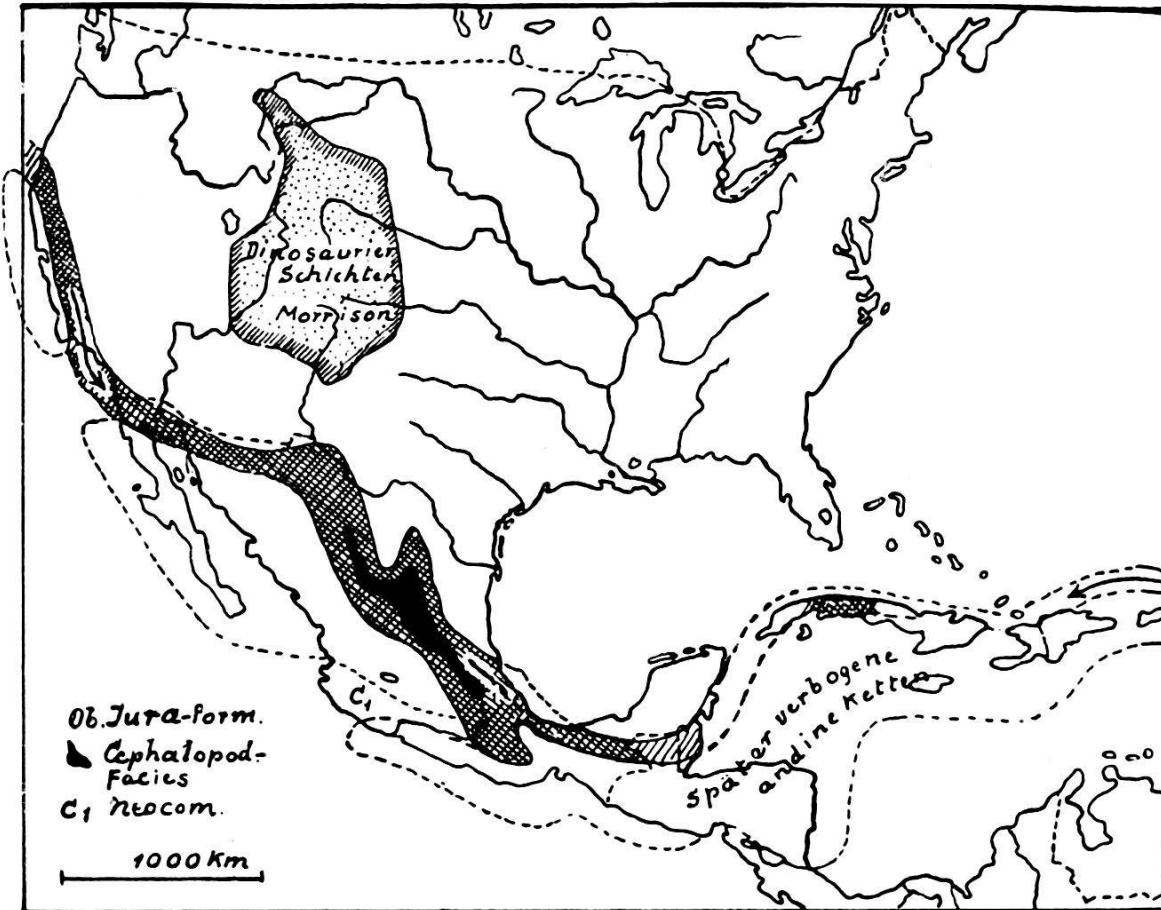 Dinosaurier
Schichten
Morrison
C₁
später verbogene
andine Ketten
Ob. Jura-form.
Cephalopod-
Facies
C₁ Neocom.
1000 Km